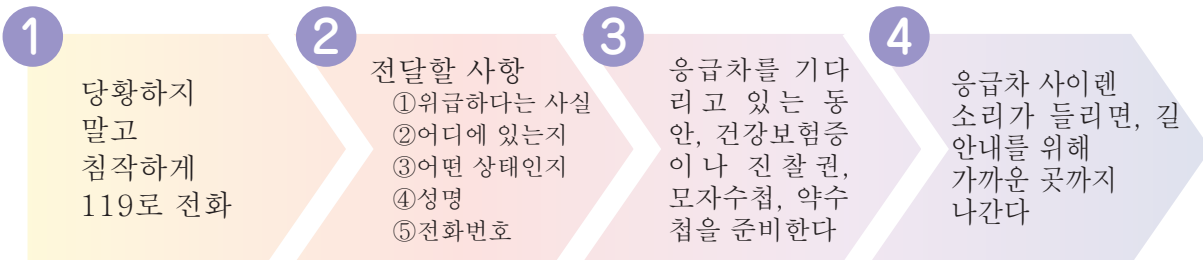 1
당황하지
말고
침착하게
119로 전화
2
전달할 사항
①위급하다는 사실
②어디에 있는지
③어떤 상태인지
④성명
⑤전화번호
3
응급차를 기다
리고 있는 동
안, 건강보험증
이나 진찰권,
모자수첩, 약수
첩을 준비한다
4
응급차 사이렌
소리가 들리면, 길
안내를 위해
가까운 곳까지
나간다